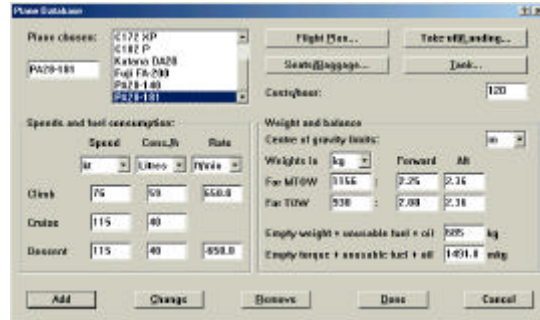 Plane Database
Plane chosen:
C172 XP
C182 P
Katana DA20
Fuji FA-200
PA28-140
PA28-181
PA28-181
Flight Plan...
Take off/Landing...
Seats/Baggage...
Tank...
Costs/hour: 120
Speeds and fuel consumption:
Speed Cons./h Rate
kt Litres ft/min
Climb 76 59 650.0
Cruise 115 40
Descent 115 40 -650.0
Weight and balance
Centre of gravity limits: m
Weights in kg Forward Aft
For MTOW 1156 : 2.25 2.36
For TOW 930 : 2.08 2.36
Empty weight + unusable fuel + oil 685 kg
Empty torque + unusable fuel + oil 1491.0 mkg
Add
Change
Remove
Done
Cancel